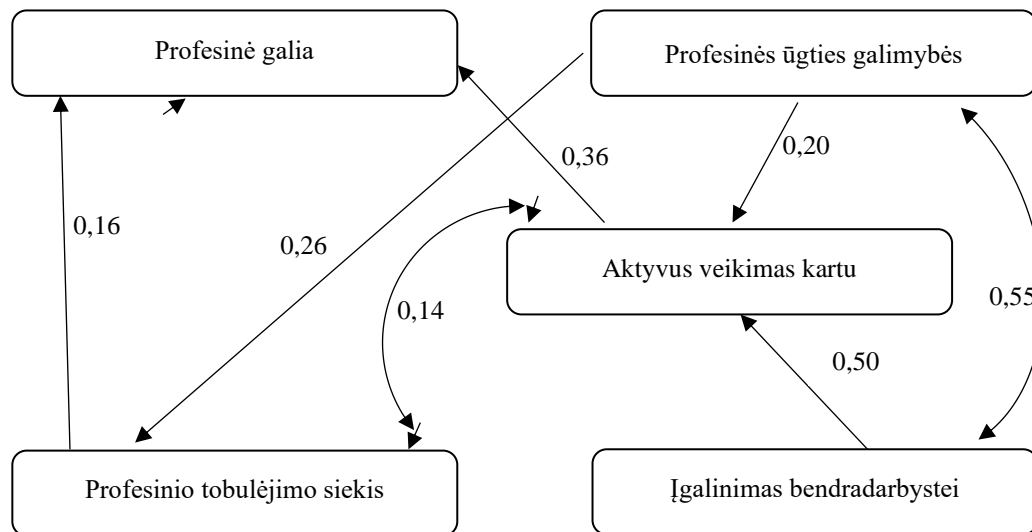 Profesinė galia
Profesinės ūgties galimybės
0,36
0,20
0,16
0,26
Aktyvus veikimas kartu
0,14
0,55
0,50
Profesinio tobulėjimo siekis
Įgalinimas bendradarbystei